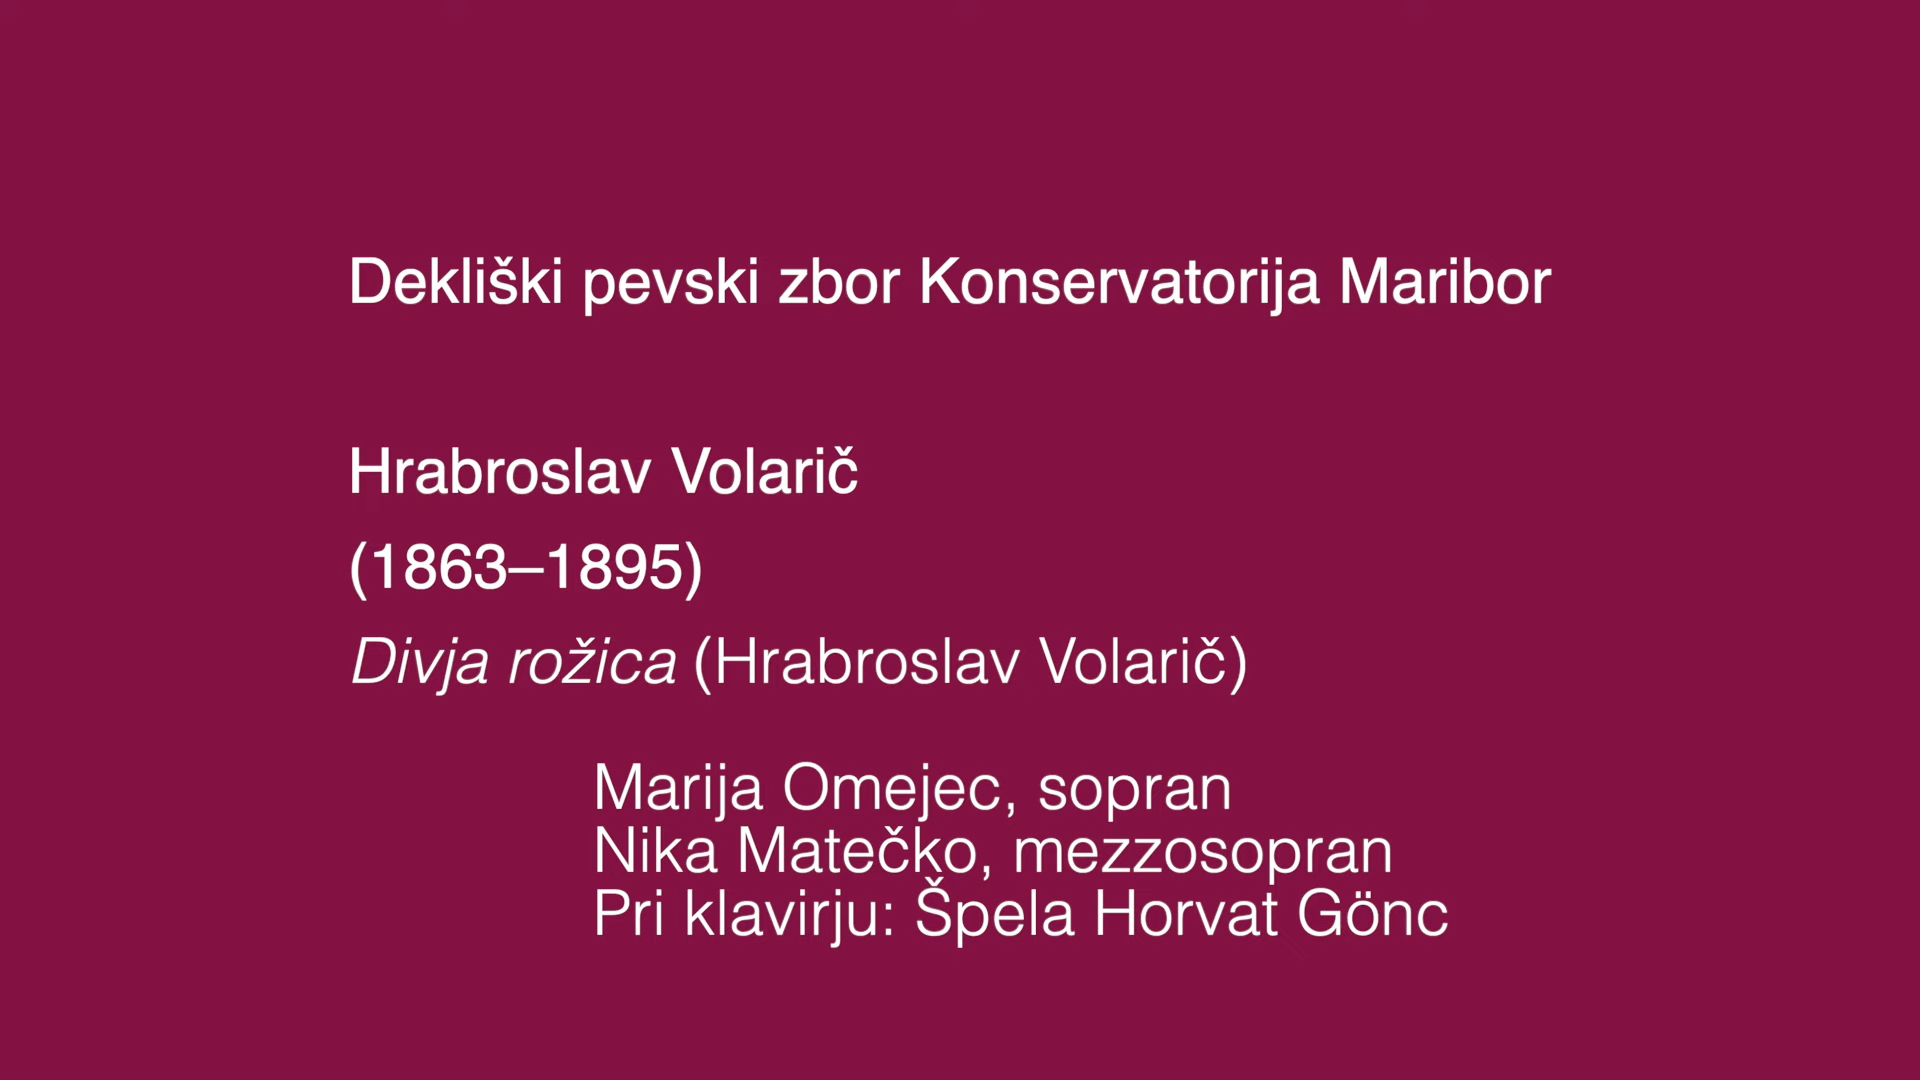 Dekliški pevski zbor Konservatorija Maribor
Hrabroslav Volarič
(1863–1895)
Divja rožica (Hrabroslav Volarič)
Marija Omejec, sopran
Nika Matečko, mezzosopran
Pri klavirju: Špela Horvat Gönc